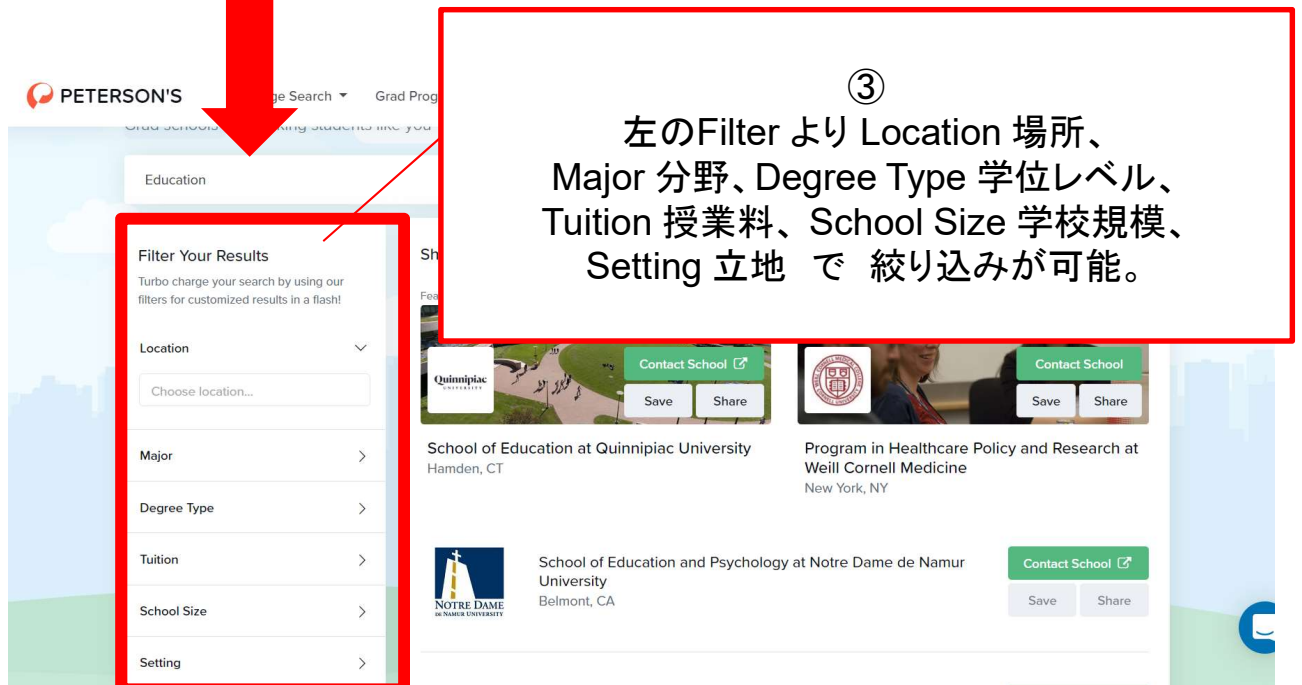 ③
左のFilter より Location 場所、
Major 分野、Degree Type 学位レベル、
Tuition 授業料、School Size 学校規模、
Setting 立地 で 絞り込みが可能。
PETERSON'S
Search
Grad
Education
Filter Your Results
Turbo charge your search by using our
filters for customized results in a flash!
Location
Choose location...
Major
Degree Type
Tuition
School Size
Setting
Quinnipiac
UNIVERSITY
Contact School
Save Share
School of Education at Quinnipiac University
Hamden, CT
Contact School
Save Share
Program in Healthcare Policy and Research at
Weill Cornell Medicine
New York, NY
NOTRE DAME
DE NAMUR UNIVERSITY
School of Education and Psychology at Notre Dame de Namur
University
Belmont, CA
Contact School
Save Share